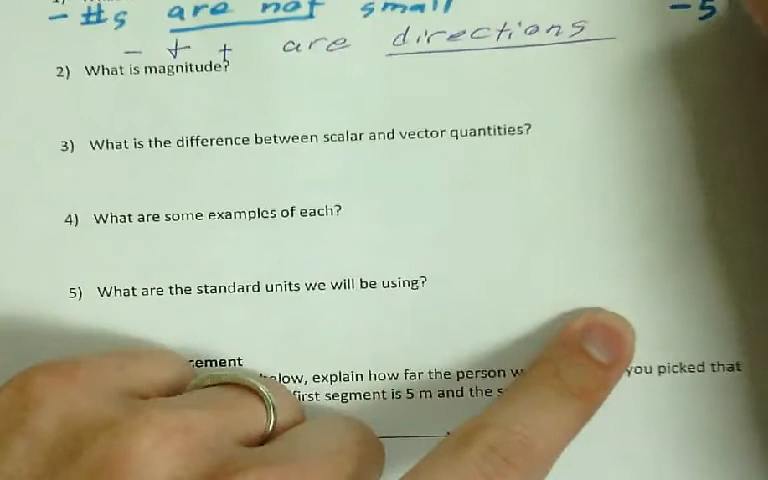 - #s are not small -5
- + + are directions
2) What is magnitude?
3) What is the difference between scalar and vector quantities?
4) What are some examples of each?
5) What are the standard units we will be using?
cement
below, explain how far the person w you picked that
first segment is 5 m and the s